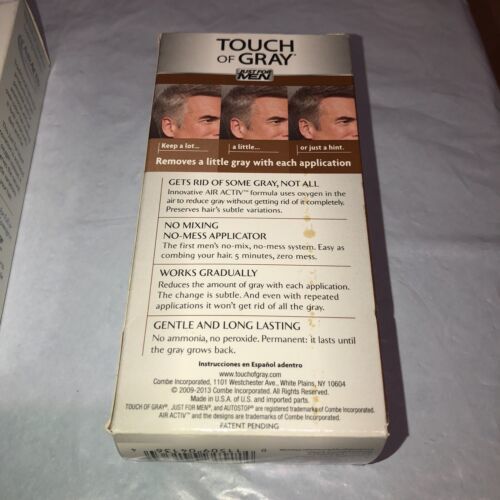 TOUCH
OF GRAY®
JUST FOR
MEN
Keep a lot...
a little...
or just a hint.
Removes a little gray with each application
GETS RID OF SOME GRAY, NOT ALL
Innovative AIR ACTIV™ formula uses oxygen in the
air to reduce gray without getting rid of it completely.
Preserves hair's subtle variations.
NO MIXING
NO-MESS APPLICATOR
The first men's no-mix, no-mess system. Easy as
combing your hair. 5 minutes, zero mess.
WORKS GRADUALLY
Reduces the amount of gray with each application.
The change is subtle. And even with repeated
applications it won't get rid of all the gray.
GENTLE AND LONG LASTING
No ammonia, no peroxide. Permanent: it lasts until
the gray grows back.
Instrucciones en Español adentro
www.touchofgray.com
Combe Incorporated, 1101 Westchester Ave., White Plains, NY 10604
© 2009-2013 Combe Incorporated. All Rights Reserved.
Made in U.S.A. of U.S. and imported parts.
TOUCH OF GRAY, JUST FOR MEN, and AUTOSTOP are registered trademarks of Combe Incorporated.
AIR ACTIV™ and the designs are trademarks of Combe Incorporated.
PATENT PENDING